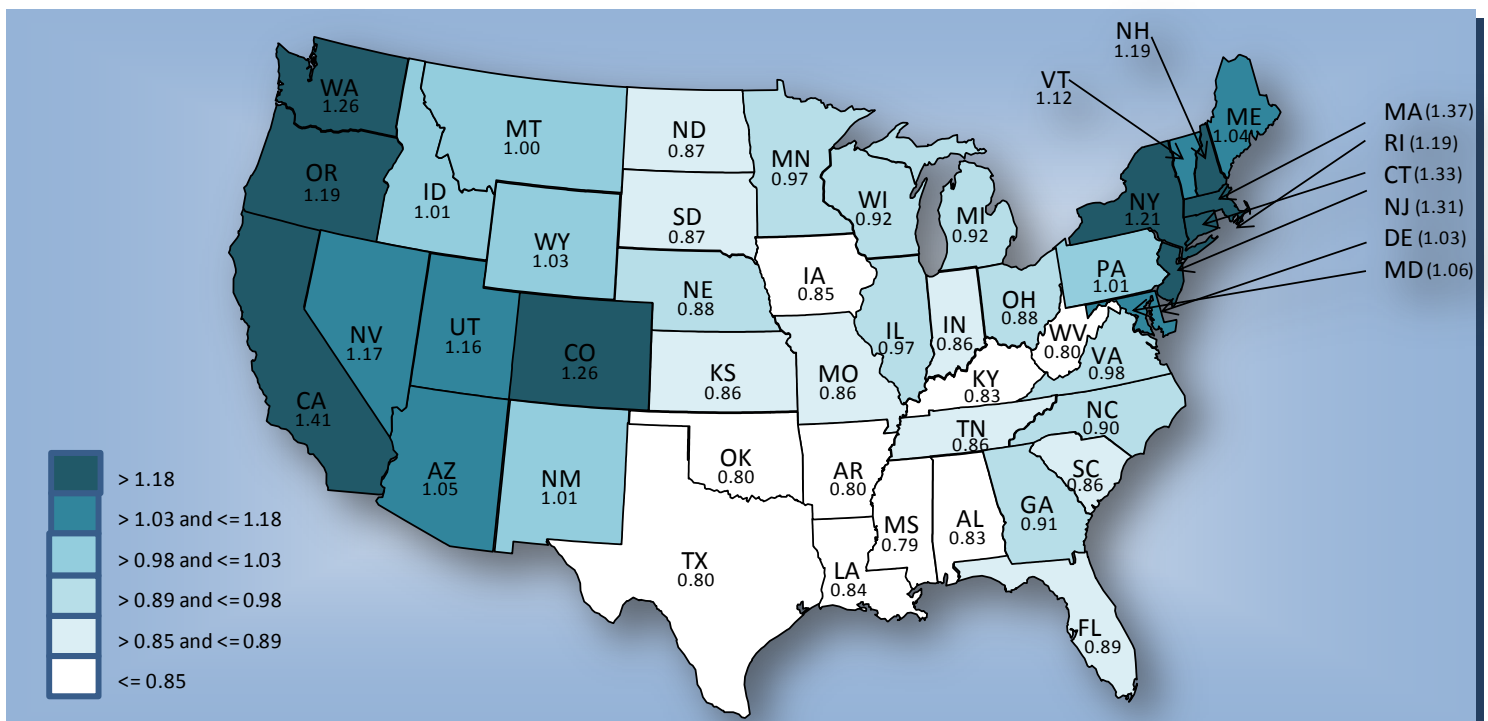 NH
1.19
VT
1.12
ME
1.04
MA (1.37)
RI (1.19)
CT (1.33)
NJ (1.31)
DE (1.03)
MD (1.06)
WA
1.26
OR
1.19
ID
1.01
MT
1.00
WY
1.03
ND
0.87
SD
0.87
MN
0.97
WI
0.92
MI
0.92
NY
1.21
PA
1.01
NE
0.88
IA
0.85
IL
0.97
IN
0.86
OH
0.88
WV
0.80
VA
0.98
NV
1.17
UT
1.16
CO
1.26
KS
0.86
MO
0.86
KY
0.83
CA
1.41
AZ
1.05
NM
1.01
OK
0.80
AR
0.80
TN
0.86
NC
0.90
SC
0.86
GA
0.91
AL
0.83
MS
0.79
LA
0.84
TX
0.80
FL
0.89
> 1.18
> 1.03 and <= 1.18
> 0.98 and <= 1.03
> 0.89 and <= 0.98
> 0.85 and <= 0.89
<= 0.85